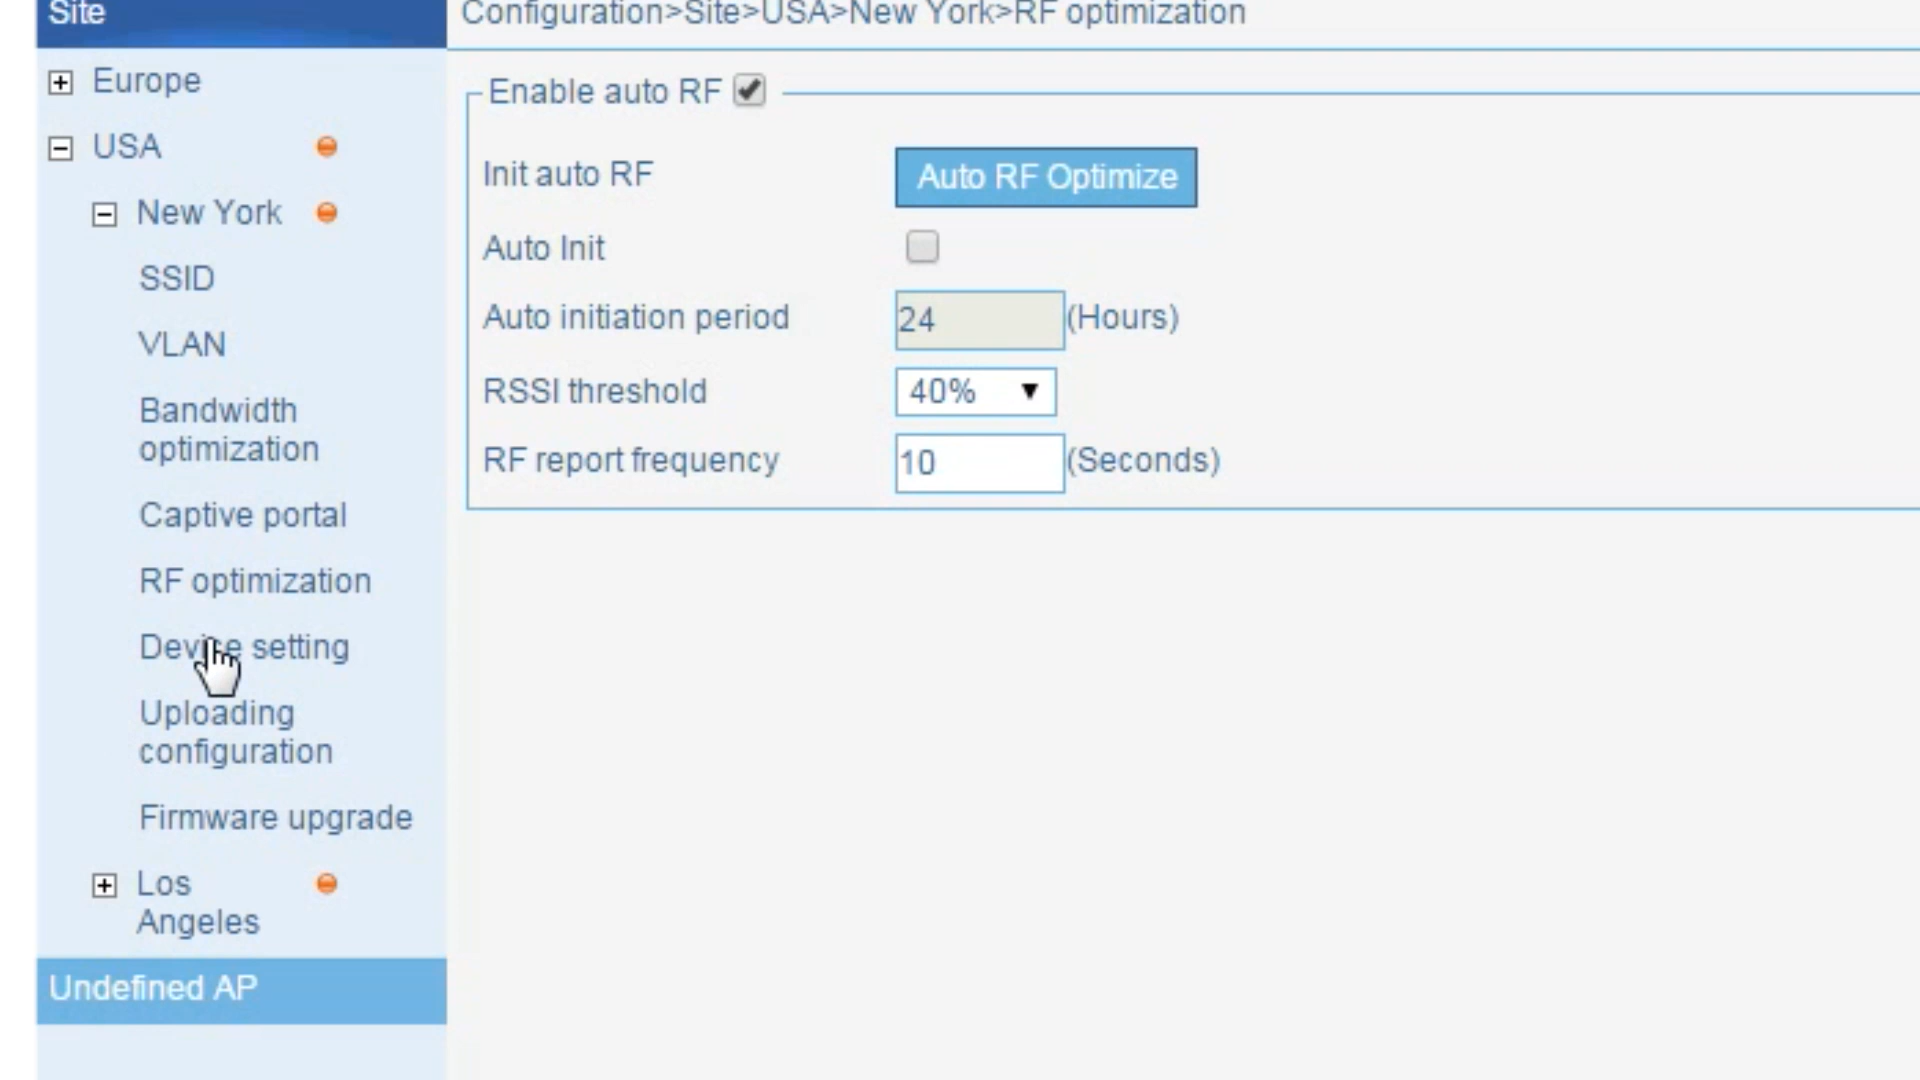 Site
Configuration>Site>USA>New York>RF optimization
Europe
USA
New York
SSID
VLAN
Bandwidth
optimization
Captive portal
RF optimization
Device setting
Uploading
configuration
Firmware upgrade
Los
Angeles
Undefined AP
Enable auto RF
Init auto RF
Auto RF Optimize
Auto Init
Auto initiation period 24 (Hours)
RSSI threshold 40%
RF report frequency 10 (Seconds)